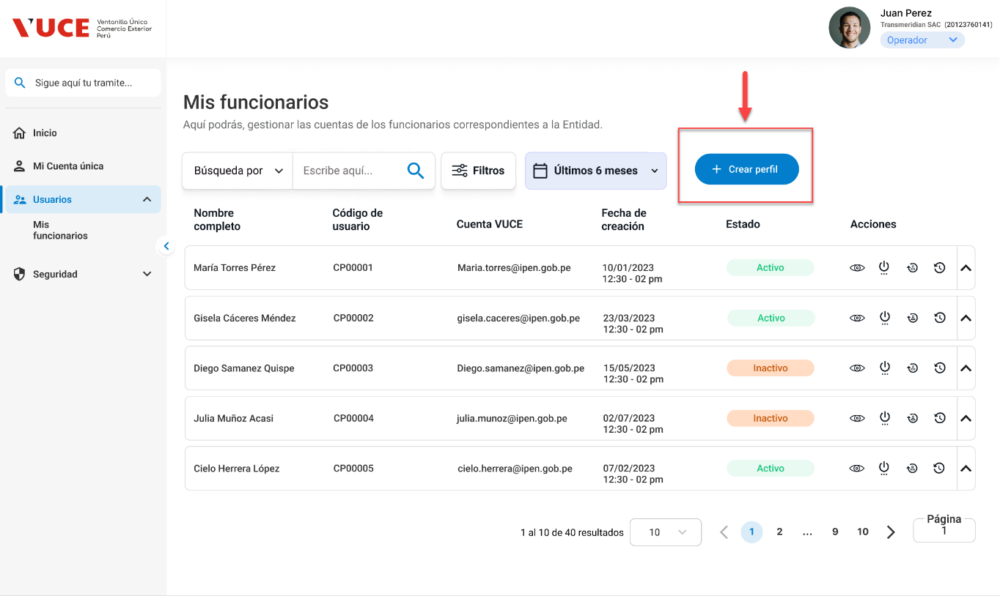 VUCE
Ventanilla Única
Comercio Exterior
Perú
Juan Perez
Transmeridian SAC (20123760141)
Operador
Sigue aquí tu tramite...
Inicio
Mi Cuenta única
Usuarios
Mis
funcionarios
Seguridad
Mis funcionarios
Aquí podrás, gestionar las cuentas de los funcionarios correspondientes a la Entidad.
Búsqueda por
Escribe aquí...
Filtros
Últimos 6 meses
+ Crear perfil
Nombre
completo
Código de
usuario
Cuenta VUCE
Fecha de
creación
Estado
Acciones
María Torres Pérez
CP00001
Maria.torres@ipen.gob.pe
10/01/2023
12:30 - 02 pm
Activo
Gisela Cáceres Méndez
CP00002
gisela.caceres@ipen.gob.pe
23/03/2023
12:30 - 02 pm
Activo
Diego Samanez Quispe
CP00003
Diego.samanez@ipen.gob.pe
15/05/2023
12:30 - 02 pm
Inactivo
Julia Muñoz Acasi
CP00004
julia.munoz@ipen.gob.pe
02/07/2023
12:30 - 02 pm
Inactivo
Cielo Herrera López
CP00005
cielo.herrera@ipen.gob.pe
07/02/2023
12:30 - 02 pm
Activo
1 al 10 de 40 resultados
10
1
2
...
9
10
Página
1